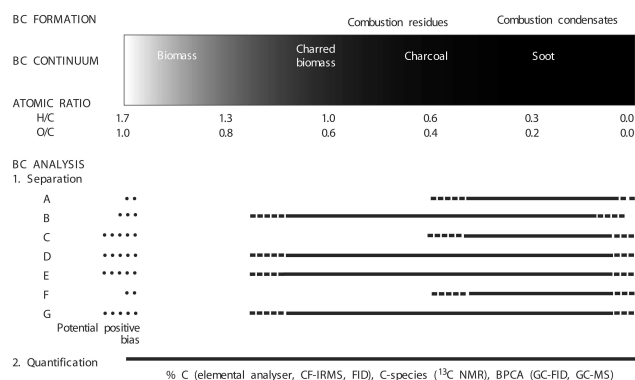 BC FORMATION Combustion residues Combustion condensates
BC CONTINUUM Biomass Charred biomass Charcoal Soot
ATOMIC RATIO
H/C 1.7 1.3 1.0 0.6 0.3 0.0
O/C 1.0 0.8 0.6 0.4 0.2 0.0
BC ANALYSIS
1. Separation
A
B
C
D
E
F
G
Potential positive
bias
2. Quantification
% C (elemental analyser, CF-IRMS, FID), C-species (¹³C NMR), BPCA (GC-FID, GC-MS)